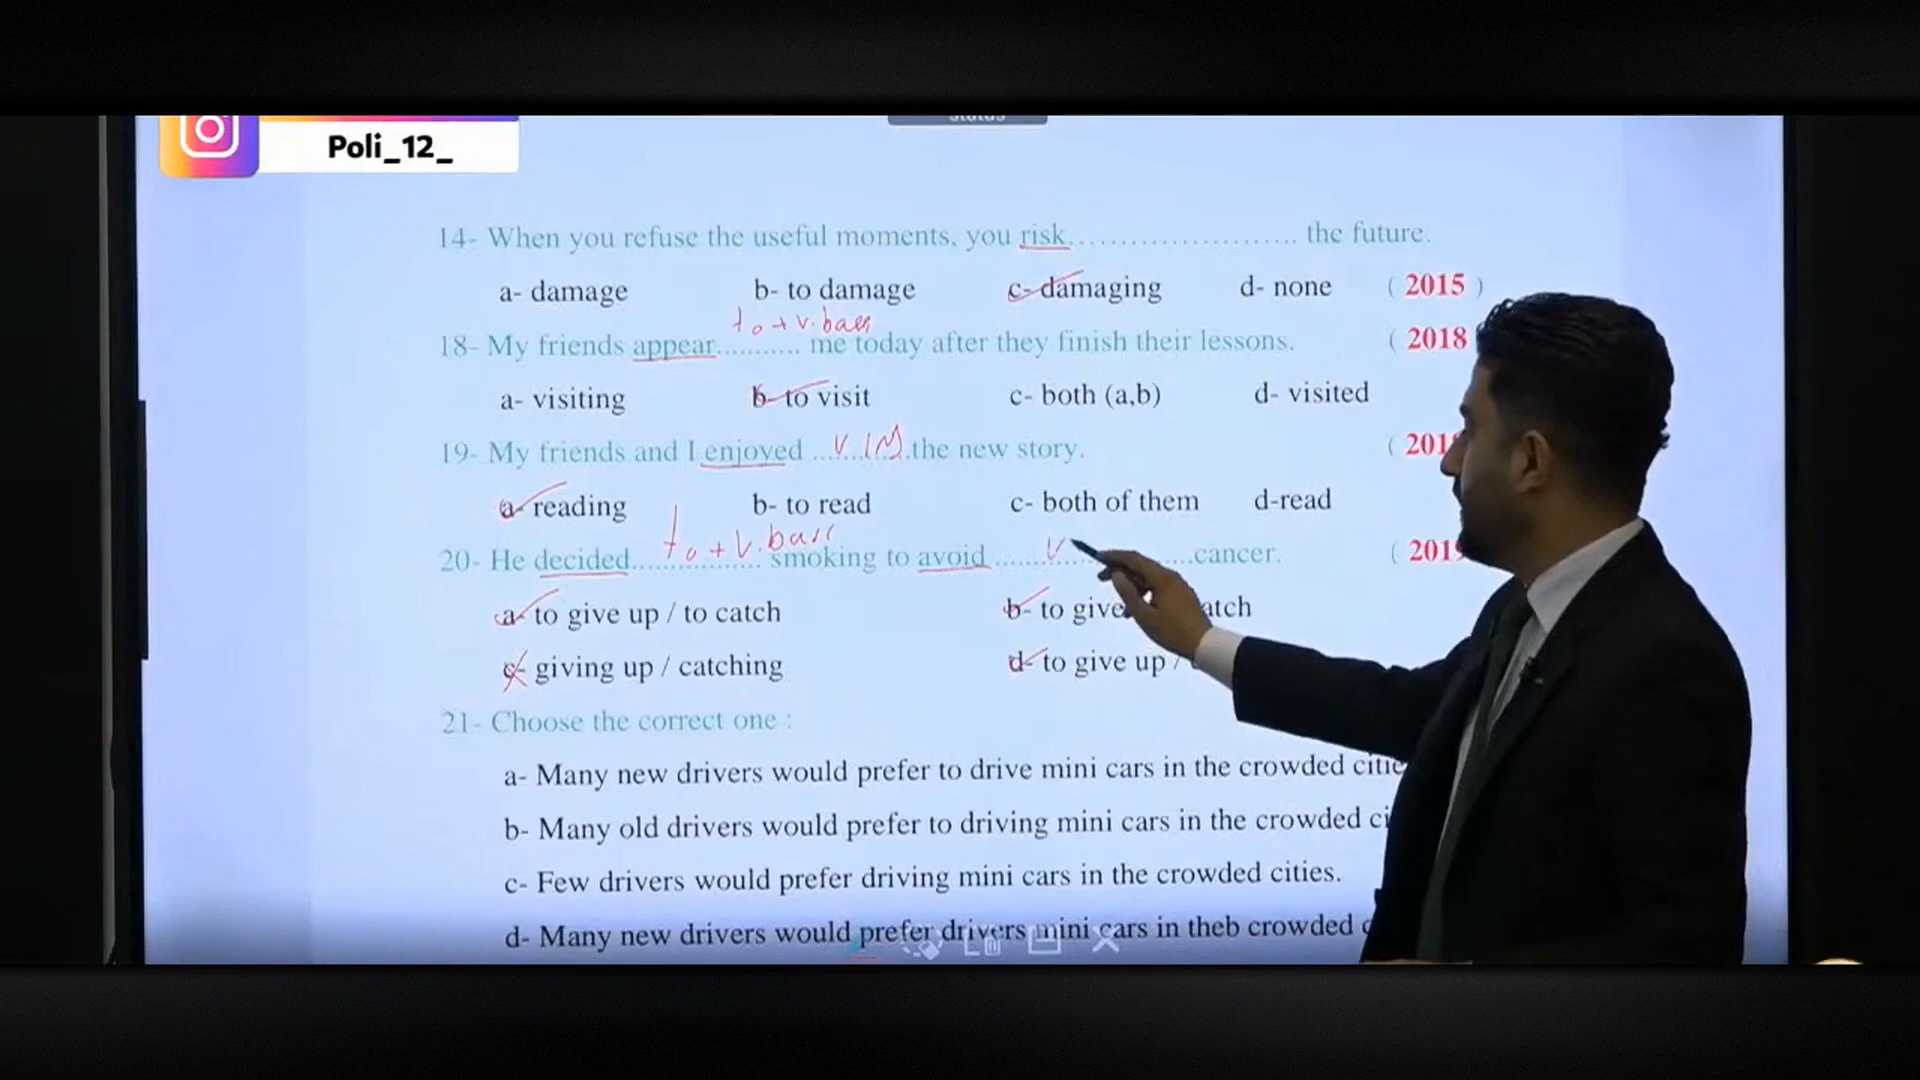 Poli_12_
status
14- When you refuse the useful moments, you risk........................ the future.
a- damage b- to damage c- damaging d- none ( 2015 )
to + v. bass
18- My friends appear........... me today after they finish their lessons. ( 2018
a- visiting b- to visit c- both (a,b) d- visited
19- My friends and I enjoyed ...v ing.the new story. ( 201
a- reading b- to read c- both of them d-read
to + v. bass
20- He decided............... smoking to avoid ......v..............cancer. ( 2019
a- to give up / to catch b- to give atch
c- giving up / catching d- to give up /
21- Choose the correct one :
a- Many new drivers would prefer to drive mini cars in the crowded citie
b- Many old drivers would prefer to driving mini cars in the crowded ci
c- Few drivers would prefer driving mini cars in the crowded cities.
d- Many new drivers would prefer drivers mini cars in theb crowded